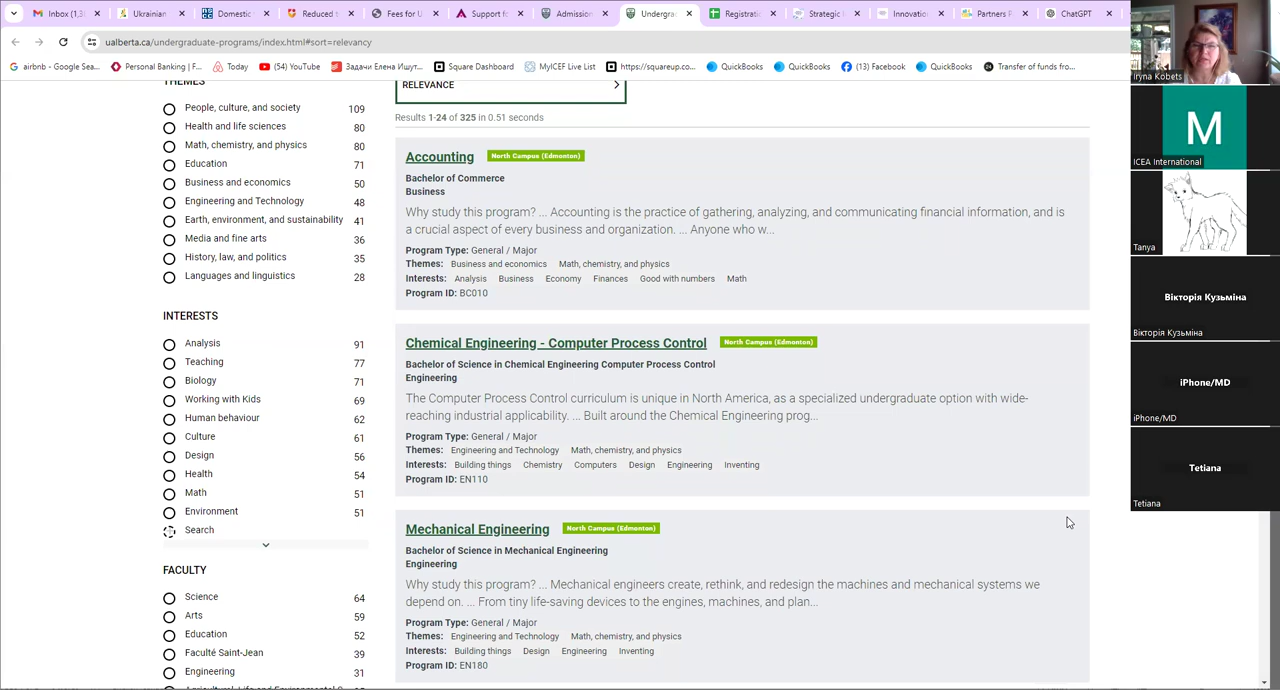 Inbox (1,3
Ukrainian
Domestic
Reduced t
Fees for U
Support fo
Admission
Undergra
Registratio
Strategic
Innovation
Partners P
ChatGPT
ualberta.ca/undergraduate-programs/index.html#sort=relevancy
airbnb - Google Sea...
Personal Banking | F...
Today
(54) YouTube
Задачи Елена Ишут...
Dashboard
MyICEF Live List
https://squareup.co...
QuickBooks
QuickBooks
(13) Facebook
QuickBooks
Transfer of funds fro...
THEMES
People, culture, and society 109
Health and life sciences 80
Math, chemistry, and physics 80
Education 71
Business and economics 50
Engineering and Technology 48
Earth, environment, and sustainability 41
Media and fine arts 36
History, law, and politics 35
Languages and linguistics 28
INTERESTS
Analysis 91
Teaching 77
Biology 71
Working with Kids 69
Human behaviour 62
Culture 61
Design 56
Health 54
Math 51
Environment 51
Search
FACULTY
Science 64
Arts 59
Education 52
Faculté Saint-Jean 39
Engineering 31
RELEVANCE
Results 1-24 of 325 in 0.51 seconds
Accounting North Campus (Edmonton)
Bachelor of Commerce
Business
Why study this program? ... Accounting is the practice of gathering, analyzing, and communicating financial information, and is
a crucial aspect of every business and organization. ... Anyone who w...
Program Type: General / Major
Themes: Business and economics Math, chemistry, and physics
Interests: Analysis Business Economy Finances Good with numbers Math
Program ID: BC010
Chemical Engineering - Computer Process Control North Campus (Edmonton)
Bachelor of Science in Chemical Engineering Computer Process Control
Engineering
The Computer Process Control curriculum is unique in North America, as a specialized undergraduate option with wide-
reaching industrial applicability. ... Built around the Chemical Engineering prog...
Program Type: General / Major
Themes: Engineering and Technology Math, chemistry, and physics
Interests: Building things Chemistry Computers Design Engineering Inventing
Program ID: EN110
Mechanical Engineering North Campus (Edmonton)
Bachelor of Science in Mechanical Engineering
Engineering
Why study this program? ... Mechanical engineers create, rethink, and redesign the machines and mechanical systems we
depend on. ... From tiny life-saving devices to the engines, machines, and plan...
Program Type: General / Major
Themes: Engineering and Technology Math, chemistry, and physics
Interests: Building things Design Engineering Inventing
Program ID: EN180
Iryna Kobets
M
ICEA International
Tanya
Вікторія Кузьміна
Вікторія Кузьміна
iPhone/MD
iPhone/MD
Tetiana
Tetiana